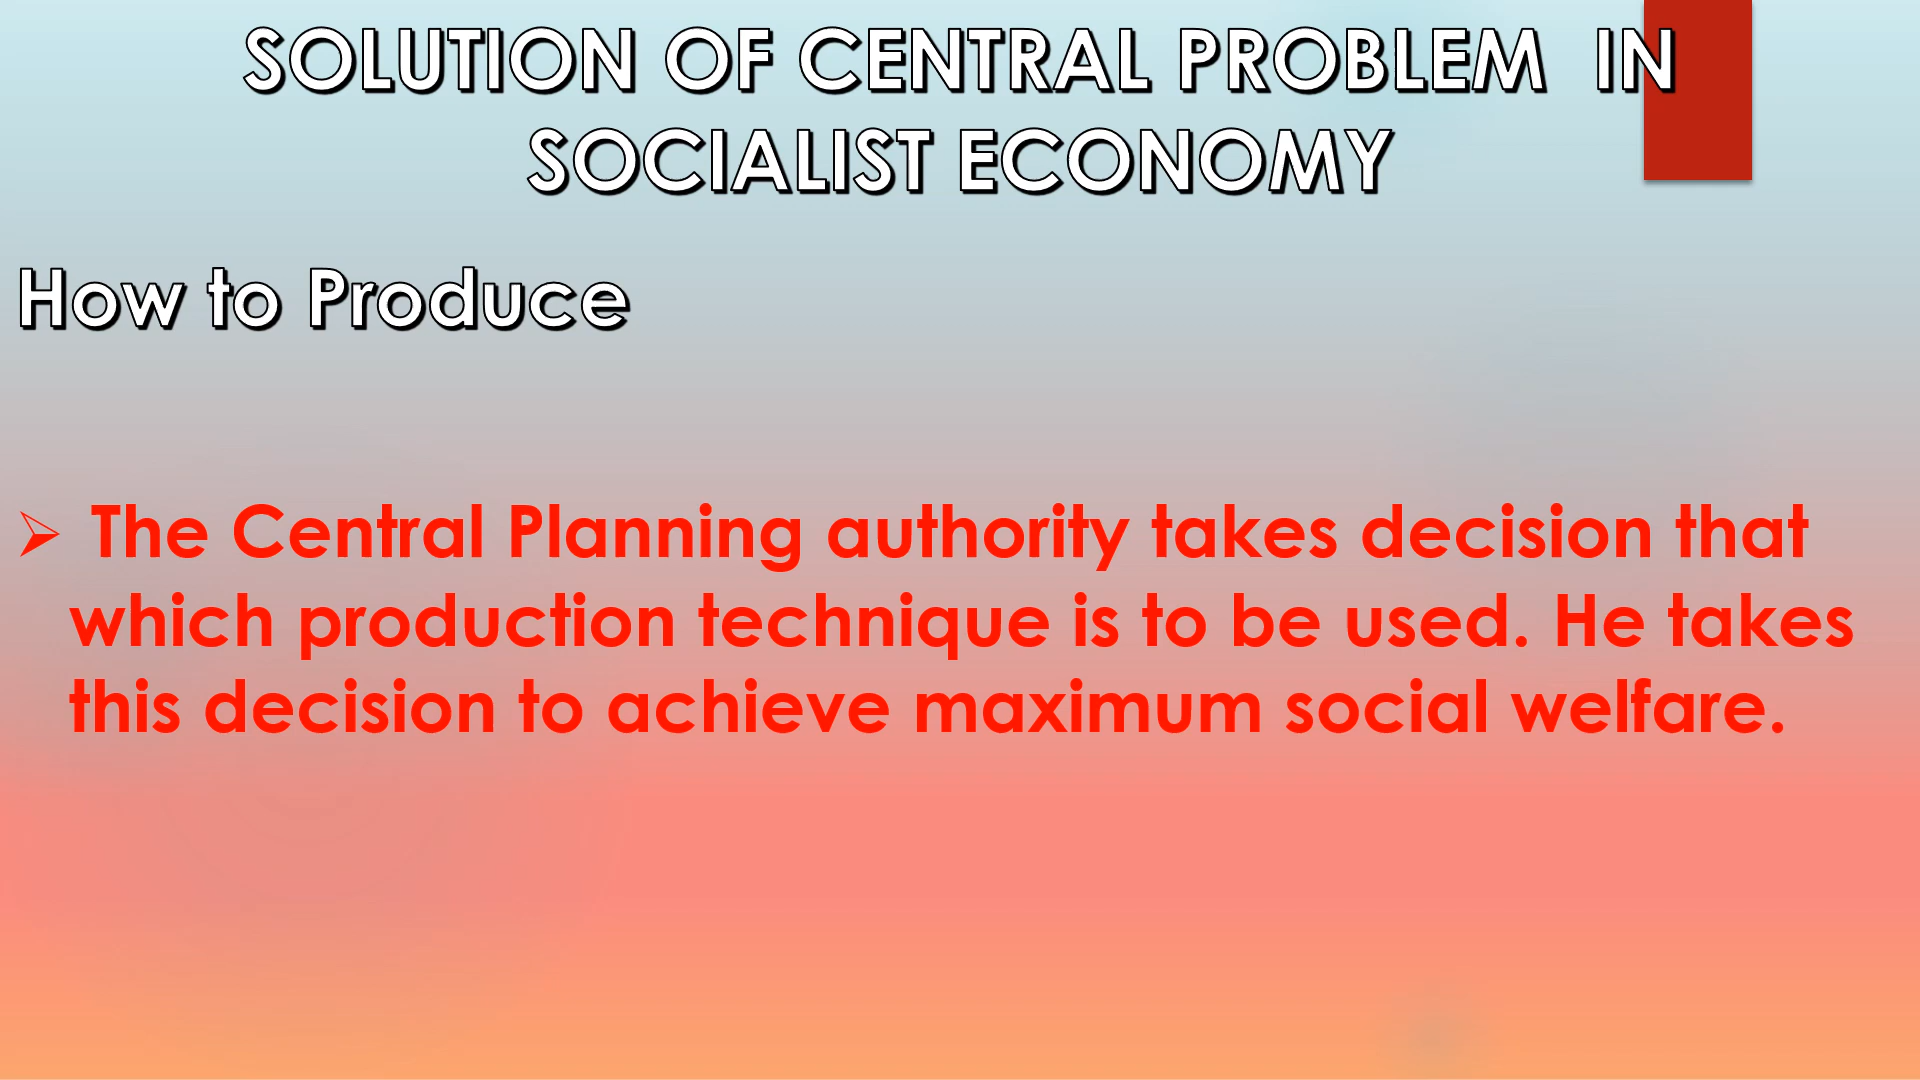 SOLUTION OF CENTRAL PROBLEM  IN
SOCIALIST ECONOMY
How to Produce
➢ The Central Planning authority takes decision that
which production technique is to be used. He takes
this decision to achieve maximum social welfare.